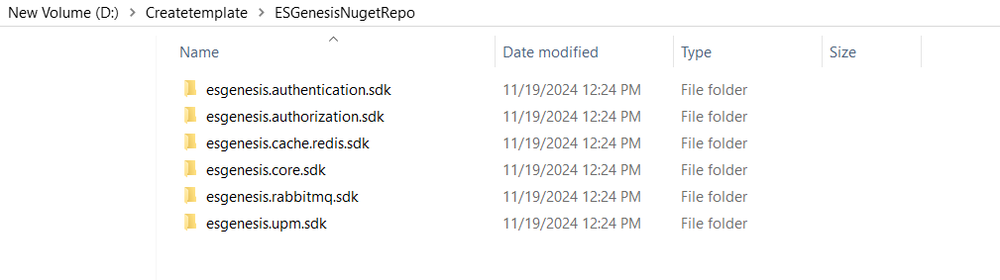 New Volume (D:) > Createtemplate > ESGenesisNugetRepo
Name Date modified Type Size
esgenesis.authentication.sdk 11/19/2024 12:24 PM File folder
esgenesis.authorization.sdk 11/19/2024 12:24 PM File folder
esgenesis.cache.redis.sdk 11/19/2024 12:24 PM File folder
esgenesis.core.sdk 11/19/2024 12:24 PM File folder
esgenesis.rabbitmq.sdk 11/19/2024 12:24 PM File folder
esgenesis.upm.sdk 11/19/2024 12:24 PM File folder